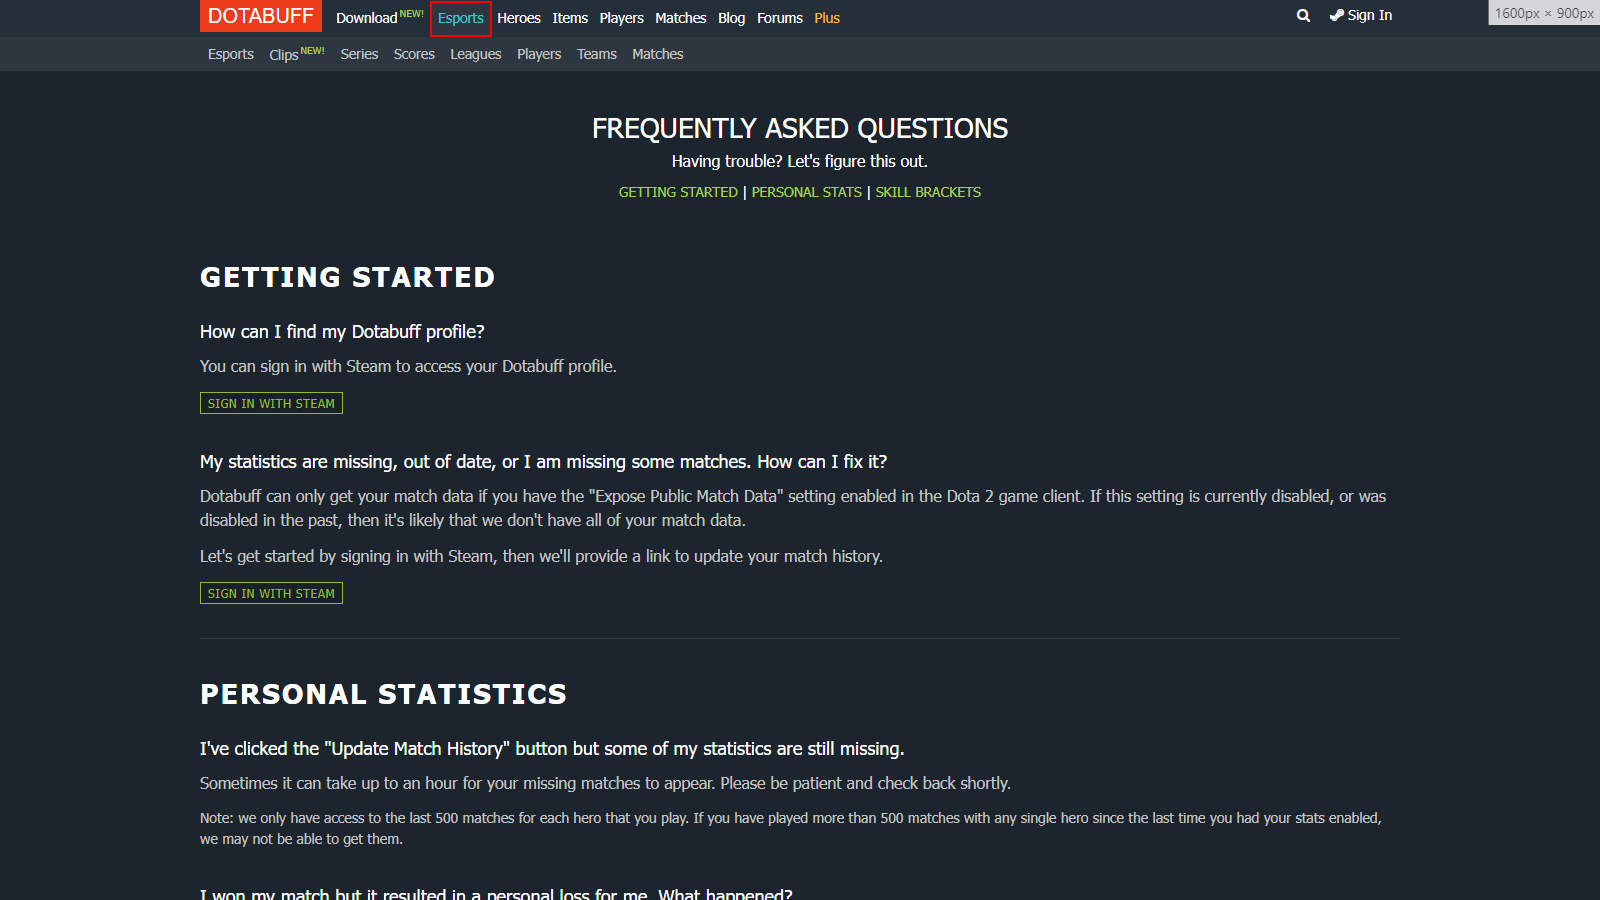 DOTABUFF Download NEW! Esports Heroes Items Players Matches Blog Forums Plus Sign In 1600px × 900px
Esports Clips NEW! Series Scores Leagues Players Teams Matches
FREQUENTLY ASKED QUESTIONS
Having trouble? Let's figure this out.
GETTING STARTED | PERSONAL STATS | SKILL BRACKETS
GETTING STARTED
How can I find my Dotabuff profile?
You can sign in with Steam to access your Dotabuff profile.
SIGN IN WITH STEAM
My statistics are missing, out of date, or I am missing some matches. How can I fix it?
Dotabuff can only get your match data if you have the "Expose Public Match Data" setting enabled in the Dota 2 game client. If this setting is currently disabled, or was
disabled in the past, then it's likely that we don't have all of your match data.
Let's get started by signing in with Steam, then we'll provide a link to update your match history.
SIGN IN WITH STEAM
PERSONAL STATISTICS
I've clicked the "Update Match History" button but some of my statistics are still missing.
Sometimes it can take up to an hour for your missing matches to appear. Please be patient and check back shortly.
Note: we only have access to the last 500 matches for each hero that you play. If you have played more than 500 matches with any single hero since the last time you had your stats enabled,
we may not be able to get them.
I won my match but it resulted in a personal loss for me. What happened?